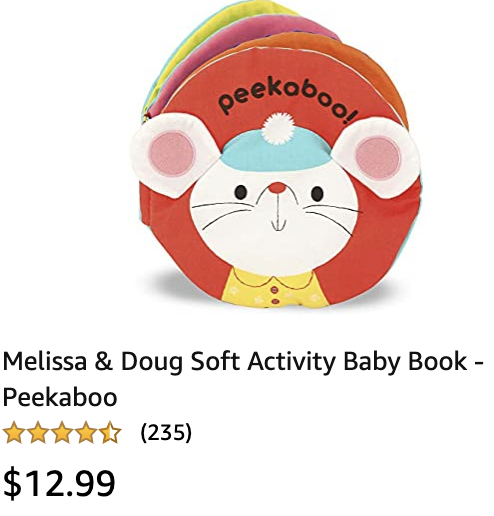 peekaboo!
Melissa & Doug Soft Activity Baby Book -
Peekaboo
(235)
$12.99